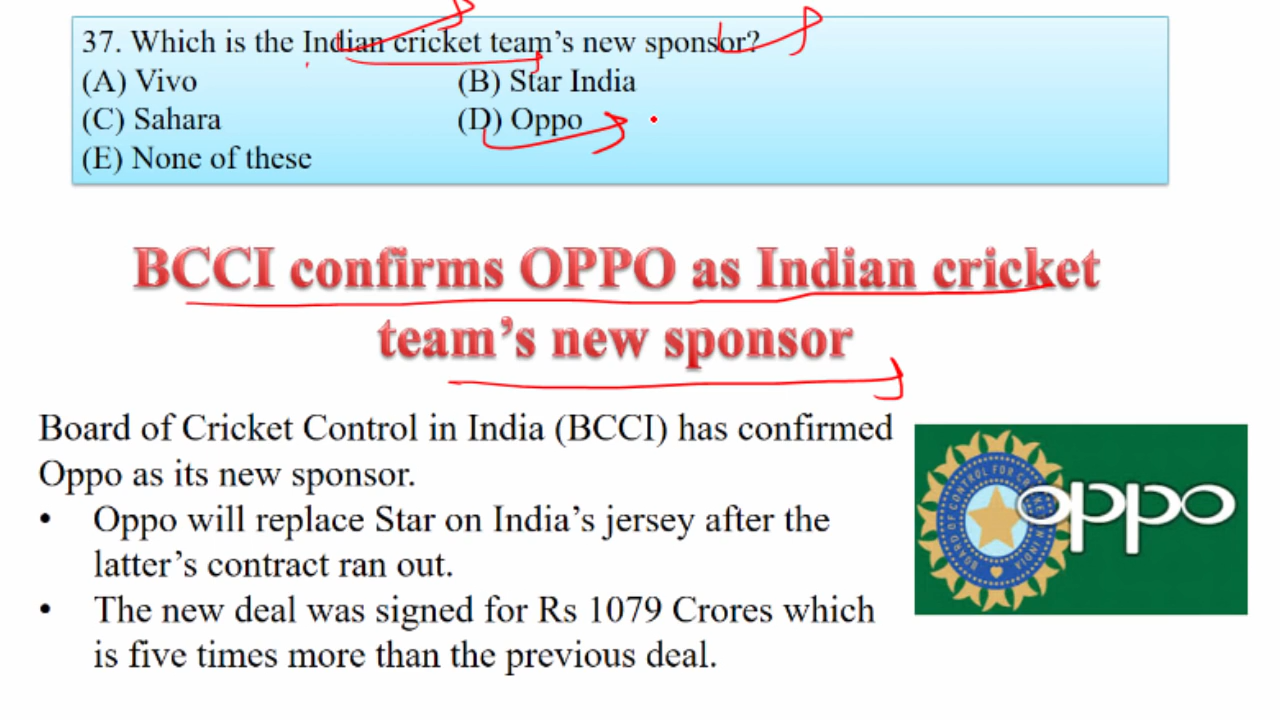 37. Which is the Indian cricket team's new sponsor?
(A) Vivo (B) Star India
(C) Sahara (D) Oppo
(E) None of these
BCCI confirms OPPO as Indian cricket
team's new sponsor
Board of Cricket Control in India (BCCI) has confirmed
Oppo as its new sponsor.
• Oppo will replace Star on India's jersey after the
latter's contract ran out.
• The new deal was signed for Rs 1079 Crores which
is five times more than the previous deal.
oppo